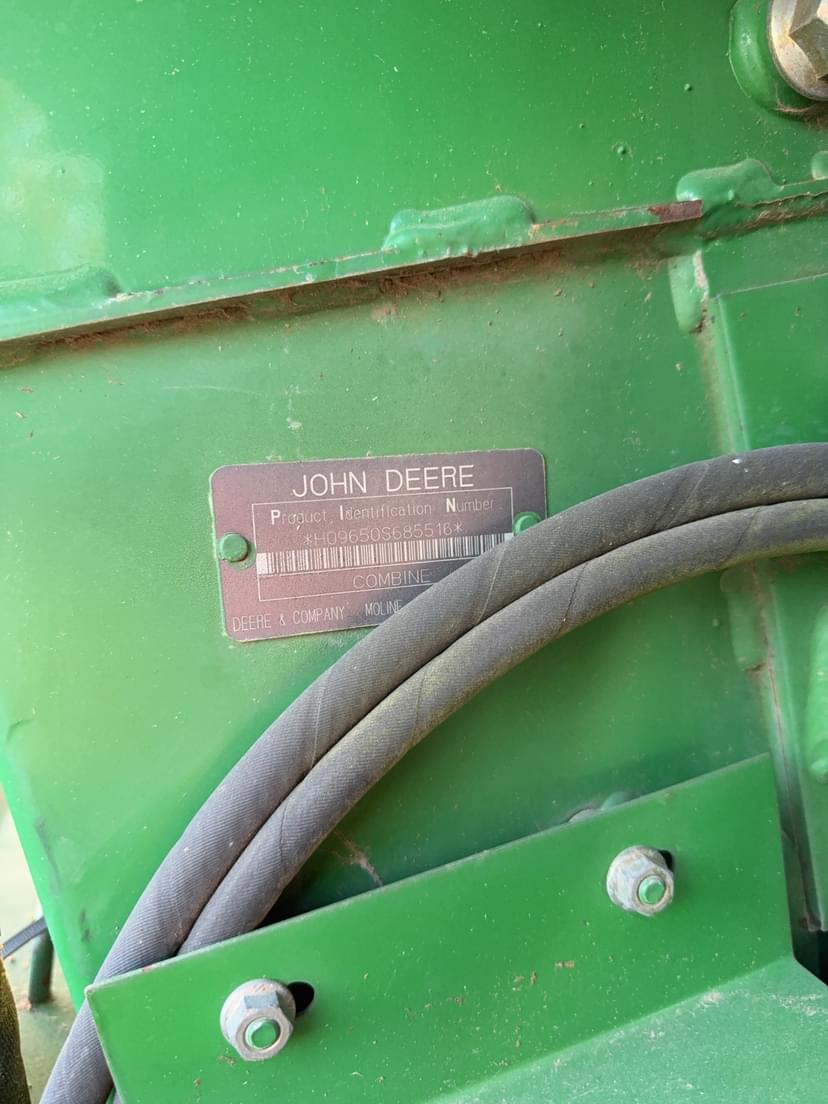 JOHN DEERE
Product Identification Number
*H09650S685516*
COMBINE
DEERE & COMPANY MOLINE